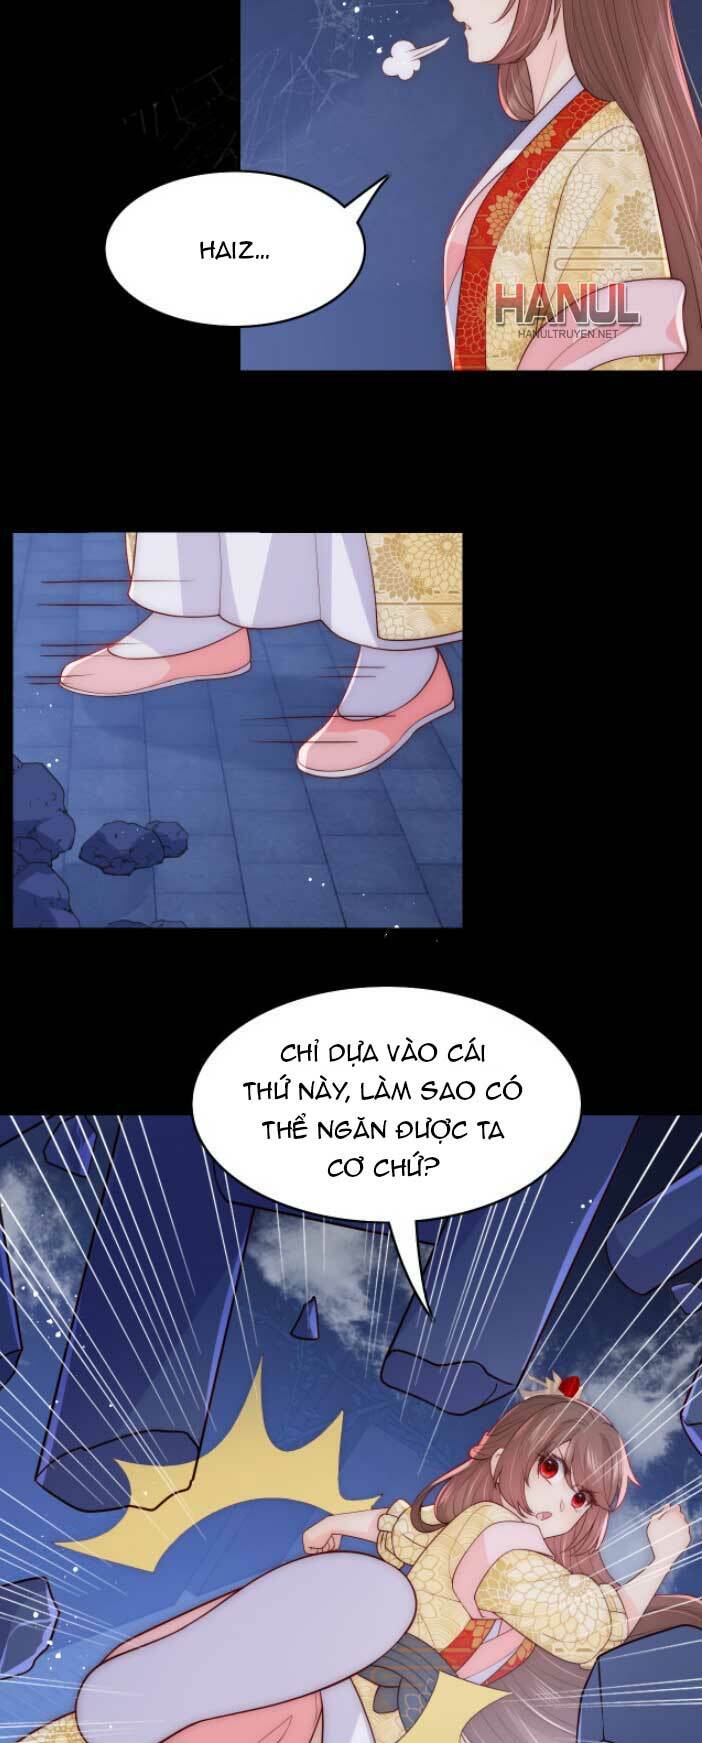 HAIZ...
HANUL
HANULTRUYEN.NET
CHỈ DỰA VÀO CÁI
THỨ NÀY, LÀM SAO CÓ
THỂ NGĂN ĐƯỢC TA
CƠ CHỨ?